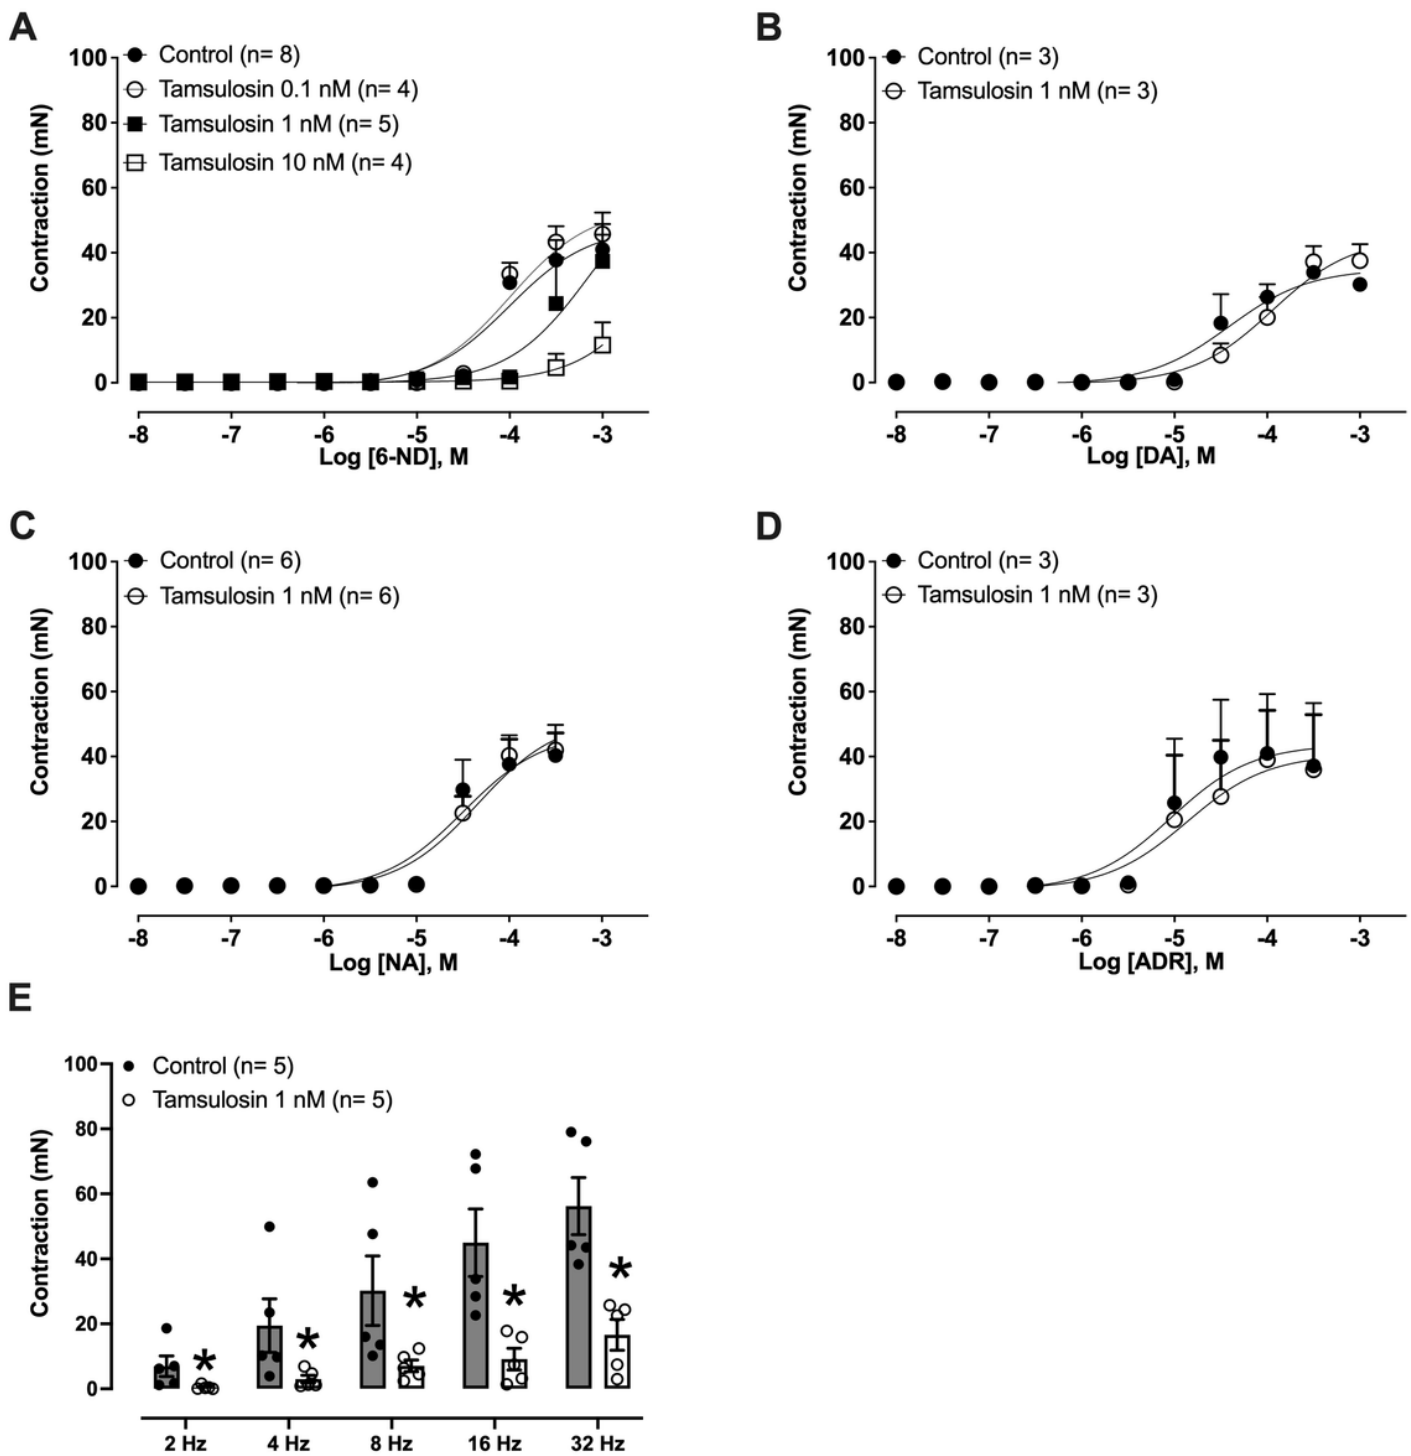 A
Control (n= 8)
Tamsulosin 0.1 nM (n= 4)
Tamsulosin 1 nM (n= 5)
Tamsulosin 10 nM (n= 4)
Contraction (mN)
100
80
60
40
20
0
-8 -7 -6 -5 -4 -3
Log [6-ND], M
B
Control (n= 3)
Tamsulosin 1 nM (n= 3)
Contraction (mN)
100
80
60
40
20
0
-8 -7 -6 -5 -4 -3
Log [DA], M
C
Control (n= 6)
Tamsulosin 1 nM (n= 6)
Contraction (mN)
100
80
60
40
20
0
-8 -7 -6 -5 -4 -3
Log [NA], M
D
Control (n= 3)
Tamsulosin 1 nM (n= 3)
Contraction (mN)
100
80
60
40
20
0
-8 -7 -6 -5 -4 -3
Log [ADR], M
E
Control (n= 5)
Tamsulosin 1 nM (n= 5)
Contraction (mN)
100
80
60
40
20
0
* * * * *
2 Hz 4 Hz 8 Hz 16 Hz 32 Hz